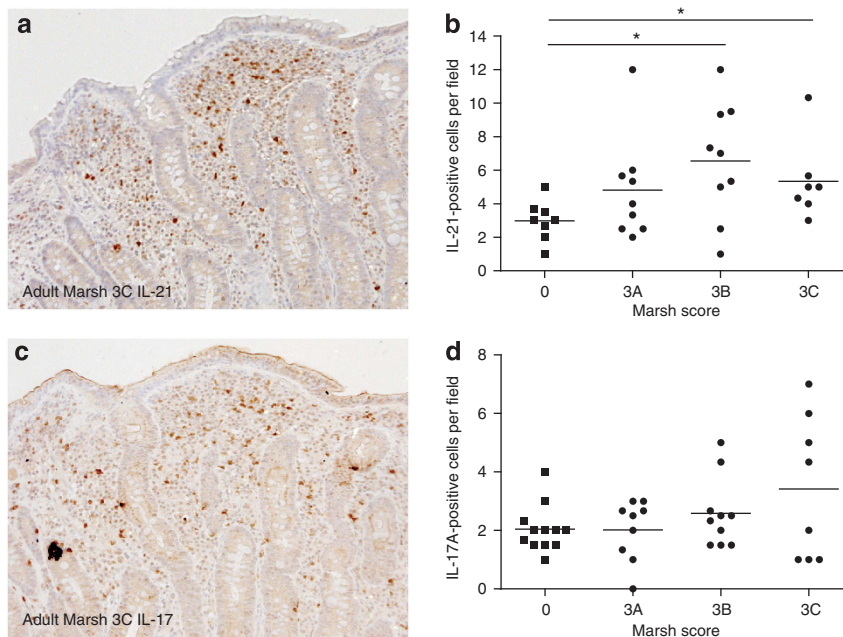 a
Adult Marsh 3C IL-21
b
*
*
IL-21-positive cells per field
14
12
10
8
6
4
2
0
0 3A 3B 3C
Marsh score
c
Adult Marsh 3C IL-17
d
IL-17A-positive cells per field
8
6
4
2
0
0 3A 3B 3C
Marsh score